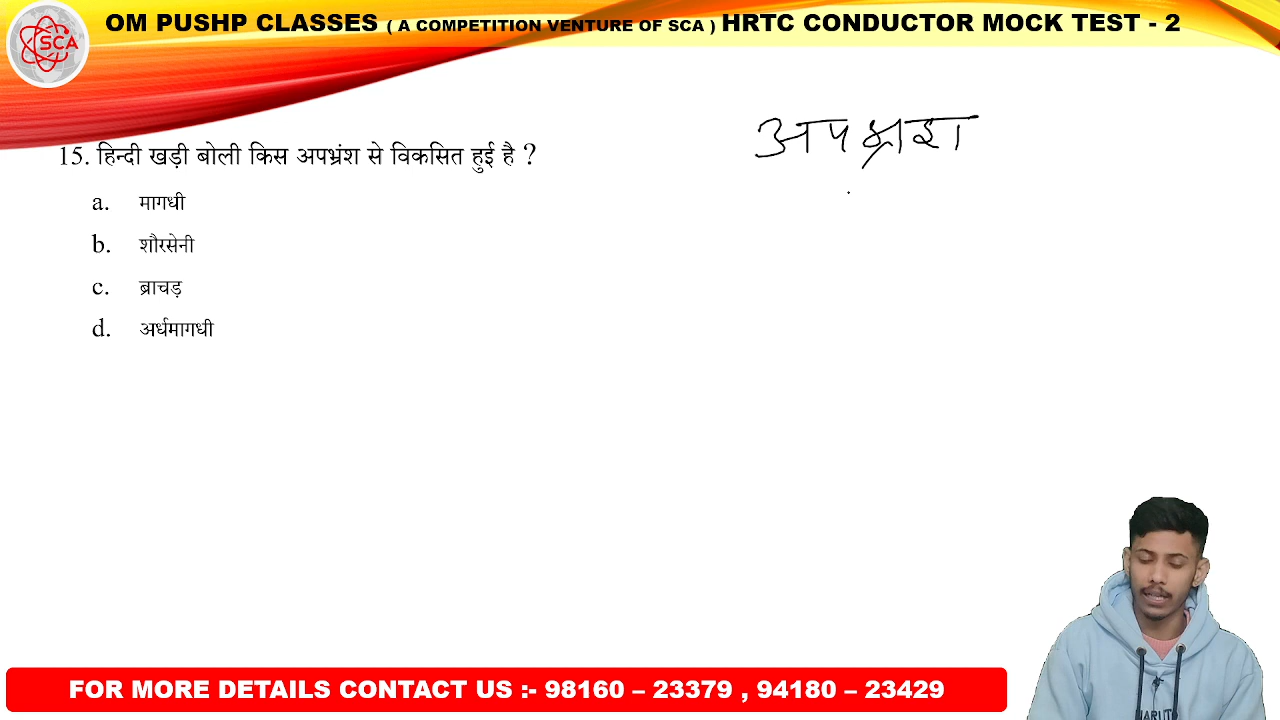 SCA
OM PUSHP CLASSES ( A COMPETITION VENTURE OF SCA ) HRTC CONDUCTOR MOCK TEST - 2
अपभ्रंश
15. हिन्दी खड़ी बोली किस अपभ्रंश से विकसित हुई है ?
a. मागधी
b. शौरसेनी
c. ब्राचड़
d. अर्धमागधी
FOR MORE DETAILS CONTACT US :- 98160 – 23379 , 94180 – 23429
NARUTO